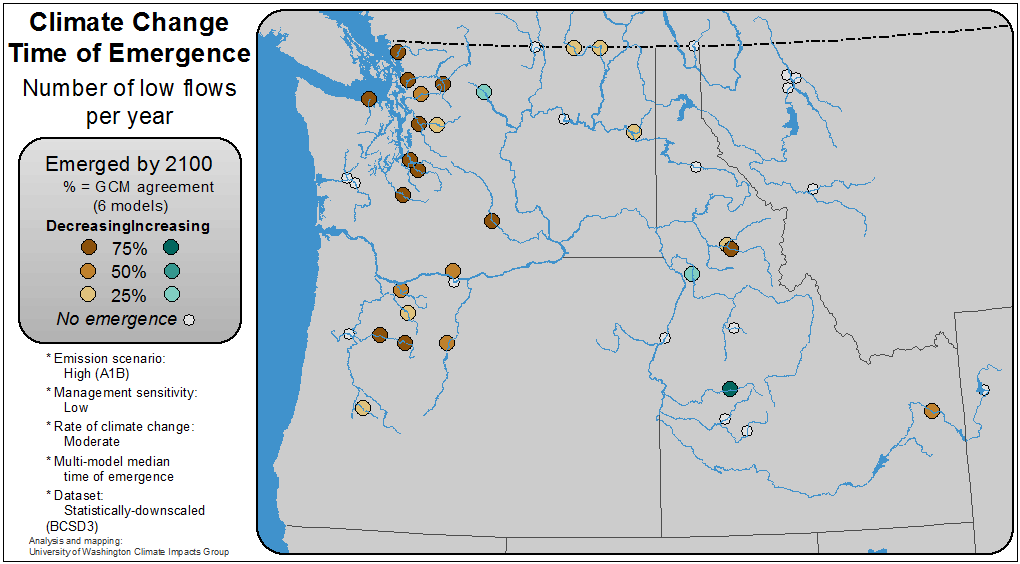 Climate Change
Time of Emergence
Number of low flows
per year
Emerged by 2100
% = GCM agreement
(6 models)
DecreasingIncreasing
75%
50%
25%
No emergence
* Emission scenario:
High (A1B)
* Management sensitivity:
Low
* Rate of climate change:
Moderate
* Multi-model median
time of emergence
* Dataset:
Statistically-downscaled
(BCSD3)
Analysis and mapping:
University of Washington Climate Impacts Group